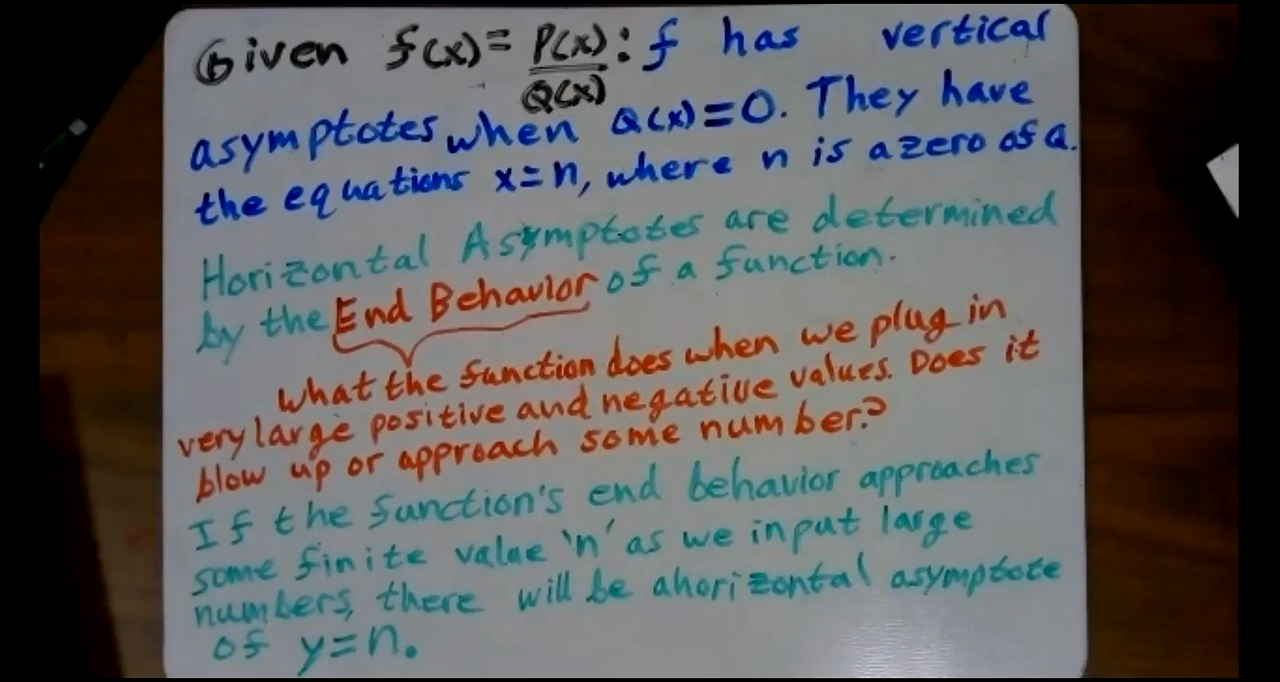 Given f(x) = P(x)/Q(x) : f has vertical
asymptotes when Q(x)=0. They have
the equations x=n, where n is a zero of Q.
Horizontal Asymptotes are determined
by the End Behavior of a function.
What the function does when we plug in
very large positive and negative values. Does it
blow up or approach some number?
If the function's end behavior approaches
some finite value 'n' as we input large
numbers, there will be a horizontal asymptote
of y=n.